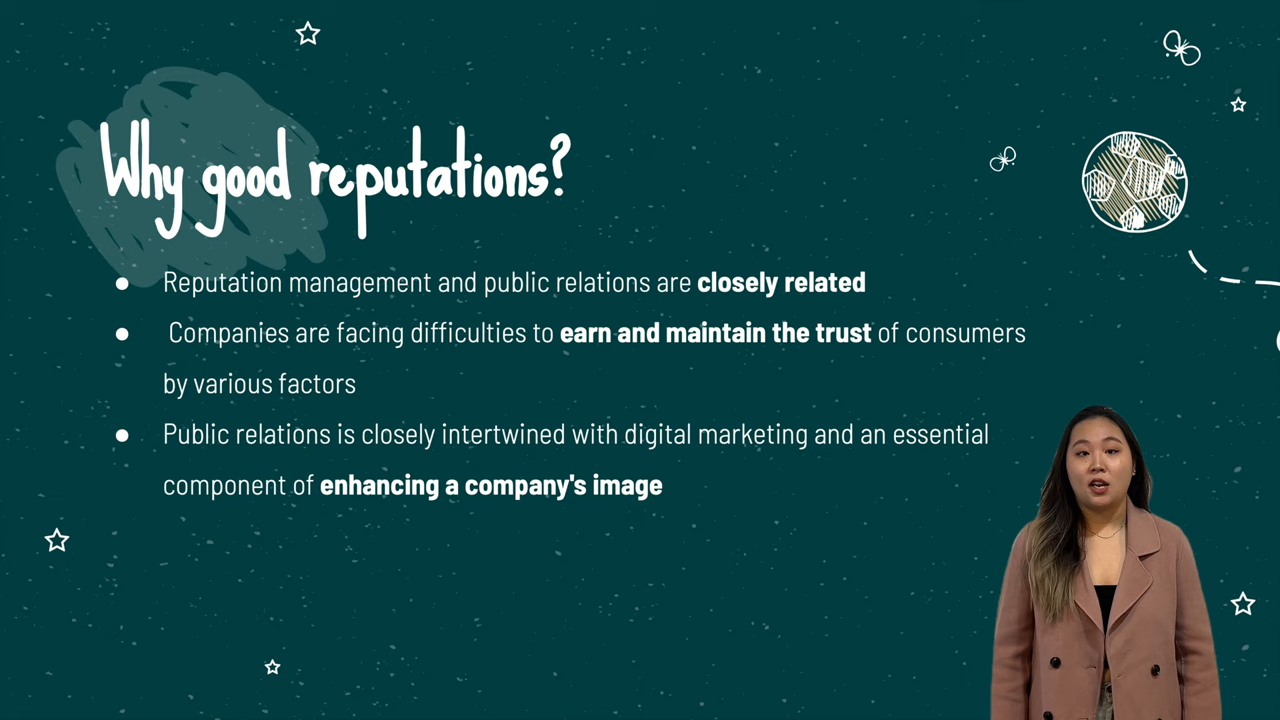 Why good reputations?
● Reputation management and public relations are closely related
● Companies are facing difficulties to earn and maintain the trust of consumers
by various factors
● Public relations is closely intertwined with digital marketing and an essential
component of enhancing a company's image